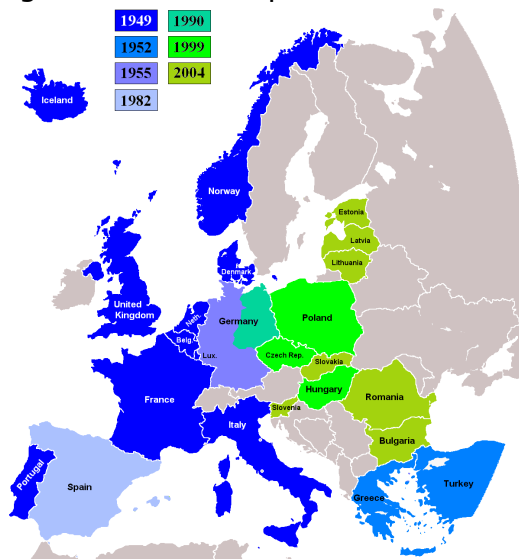 1949
1990
1952
1999
1955
2004
1982
Iceland
Norway
Estonia
Latvia
Lithuania
Denmark
United
Kingdom
Neth.
Belg.
Lux.
Germany
Poland
Czech Rep.
Slovakia
France
Hungary
Romania
Slovenia
Italy
Bulgaria
Portugal
Spain
Greece
Turkey